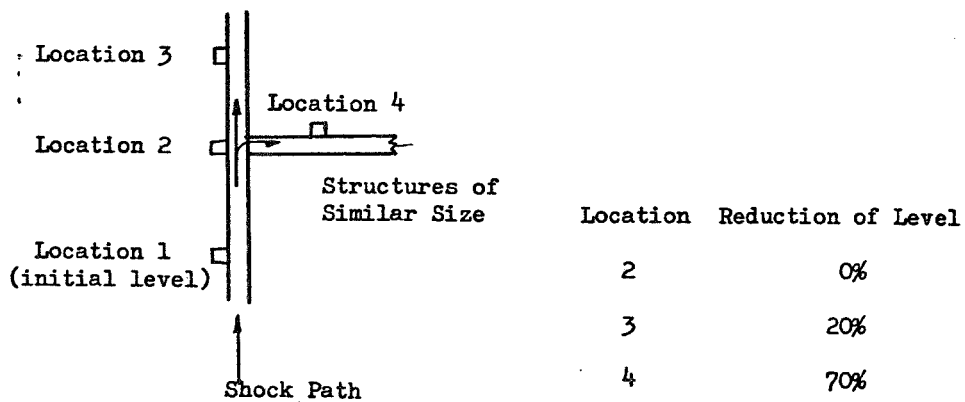 Location 3
Location 4
Location 2
Structures of
Similar Size
Location 1
(initial level)
Shock Path
Location Reduction of Level
2 0%
3 20%
4 70%